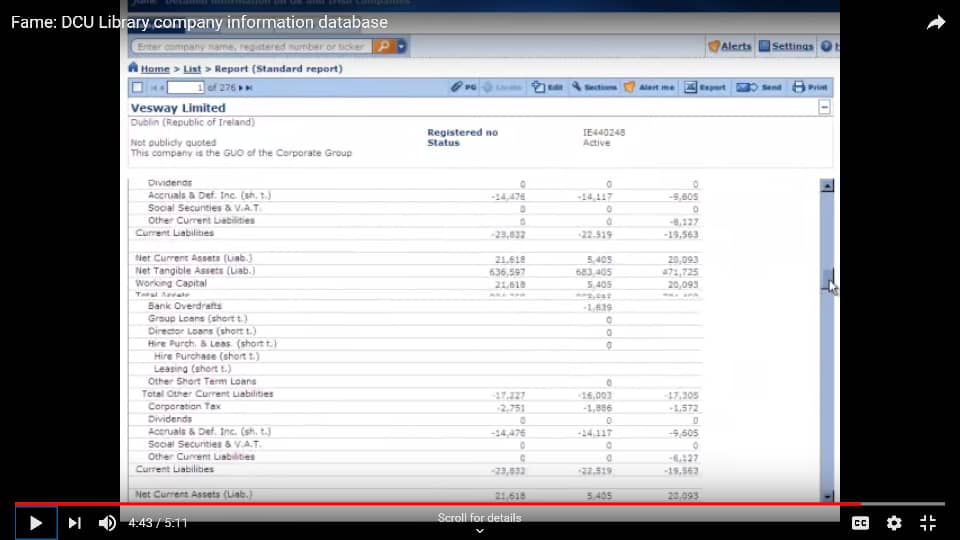 Fame: Detailed information on UK and Irish Companies
Fame: DCU Library company information database
Enter company name, registered number or ticker
Alerts Settings
Home > List > Report (Standard report)
1 of 276 PG Edit Sections Alert me Export Send Print
Vesway Limited
Dublin (Republic of Ireland)
Registered no IE440248
Not publicly quoted Status Active
This company is the GUO of the Corporate Group
Dividends 0 0 0
Accruals & Def. Inc. (sh. t.) -14,476 -14,117 -9,605
Social Securities & V.A.T. 0 0 0
Other Current Liabilities 0 0 -6,127
Current Liabilities -23,832 -22,519 -19,563
Net Current Assets (Liab.) 21,618 5,405 20,093
Net Tangible Assets (Liab.) 636,597 683,405 471,725
Working Capital 21,618 5,405 20,093
Total Assets
Bank Overdrafts -1,639
Group Loans (short t.) 0
Director Loans (short t.) 0
Hire Purch. & Leas. (short t.) 0
Hire Purchase (short t.)
Leasing (short t.)
Other Short Term Loans 0
Total Other Current Liabilities -17,227 -16,003 -17,305
Corporation Tax -2,751 -1,886 -1,572
Dividends 0 0 0
Accruals & Def. Inc. (sh. t.) -14,476 -14,117 -9,605
Social Securities & V.A.T. 0 0 0
Other Current Liabilities 0 0 -6,127
Current Liabilities -23,832 -22,519 -19,563
Net Current Assets (Liab.) 21,618 5,405 20,093
4:43 / 5:11 Scroll for details CC